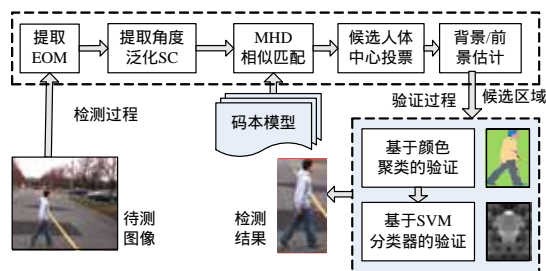 提取
EOM
提取角度
泛化SC
MHD
相似匹配
候选人体
中心投票
背景/前
景估计
检测过程
码本模型
验证过程
候选区域
基于颜色
聚类的验证
待测
图像
检测
结果
基于SVM
分类器的验证